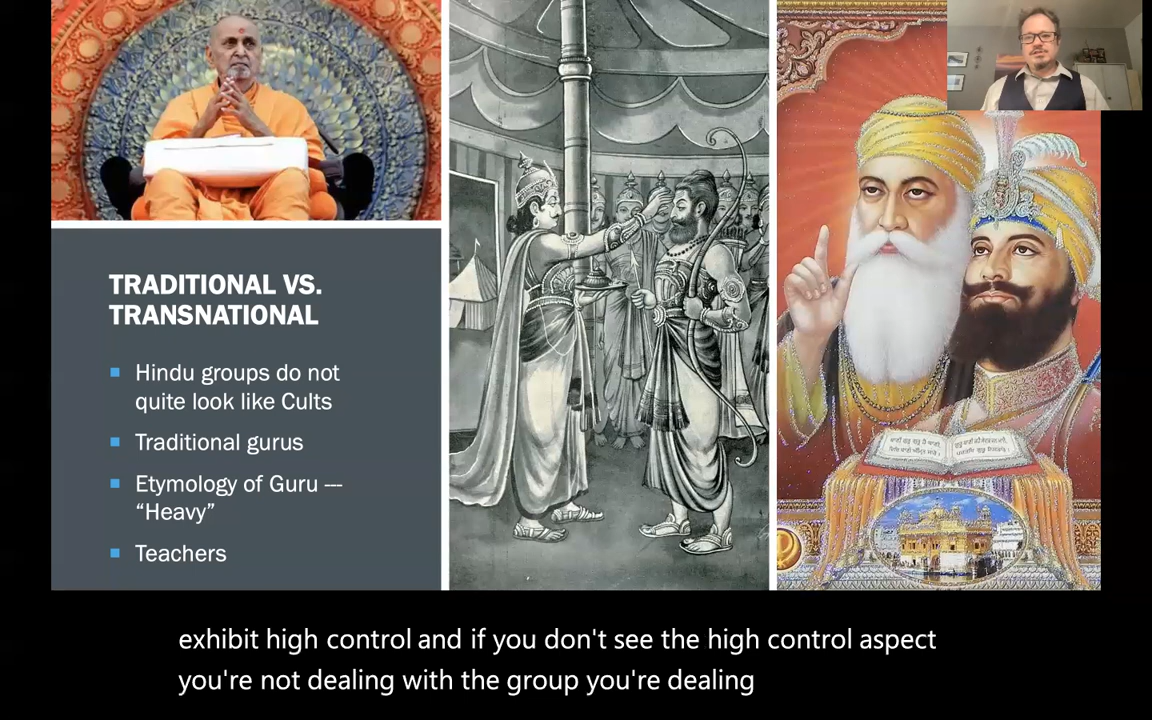 TRADITIONAL VS.
TRANSNATIONAL
Hindu groups do not
quite look like Cults
Traditional gurus
Etymology of Guru ---
“Heavy”
Teachers
exhibit high control and if you don't see the high control aspect
you're not dealing with the group you're dealing